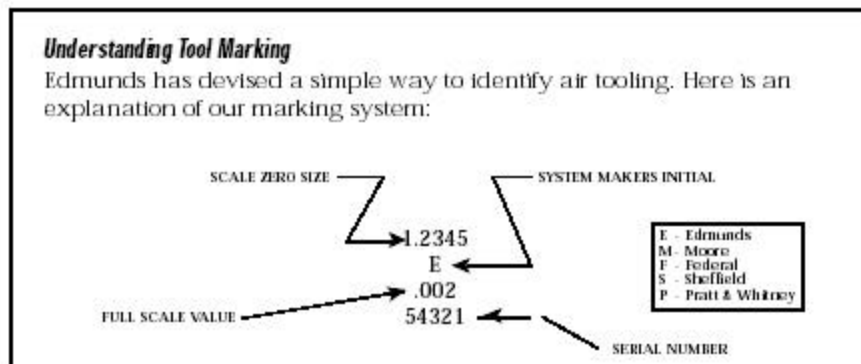 Understanding Tool Marking
Edmunds has devised a simple way to identify air tooling. Here is an
explanation of our marking system:
SCALE ZERO SIZE
SYSTEM MAKERS INITIAL
1.2345
E
.002
54321
FULL SCALE VALUE
SERIAL NUMBER
E - Edmunds
M - Moore
F - Federal
S - Sheffield
P - Pratt & Whitney